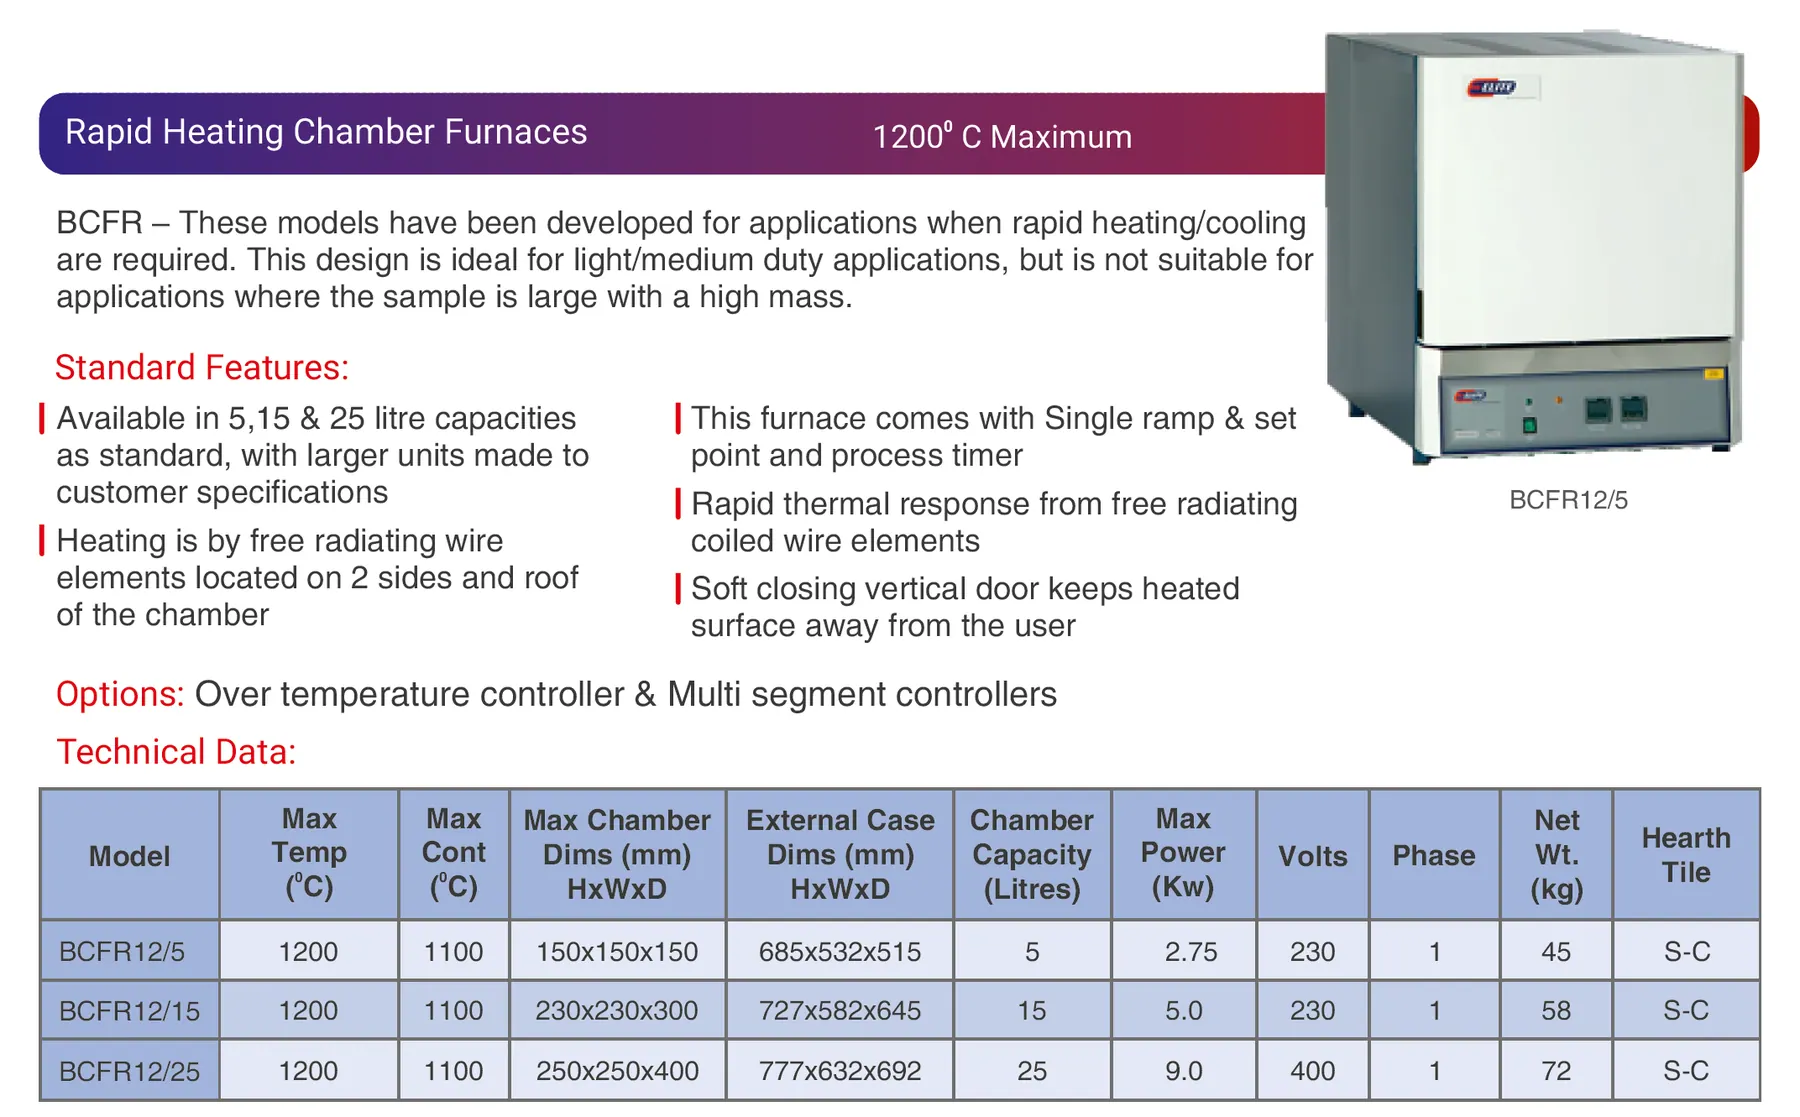 Rapid Heating Chamber Furnaces 1200⁰ C Maximum
BCFR – These models have been developed for applications when rapid heating/cooling
are required. This design is ideal for light/medium duty applications, but is not suitable for
applications where the sample is large with a high mass.
BCFR12/5
Standard Features:
Available in 5,15 & 25 litre capacities
as standard, with larger units made to
customer specifications
Heating is by free radiating wire
elements located on 2 sides and roof
of the chamber
This furnace comes with Single ramp & set
point and process timer
Rapid thermal response from free radiating
coiled wire elements
Soft closing vertical door keeps heated
surface away from the user
Options: Over temperature controller & Multi segment controllers
Technical Data:
Model
Max
Temp
(⁰C)
Max
Cont
(⁰C)
Max Chamber
Dims (mm)
HxWxD
External Case
Dims (mm)
HxWxD
Chamber
Capacity
(Litres)
Max
Power
(Kw)
Volts
Phase
Net
Wt.
(kg)
Hearth
Tile
BCFR12/5 1200 1100 150x150x150 685x532x515 5 2.75 230 1 45 S-C
BCFR12/15 1200 1100 230x230x300 727x582x645 15 5.0 230 1 58 S-C
BCFR12/25 1200 1100 250x250x400 777x632x692 25 9.0 400 1 72 S-C